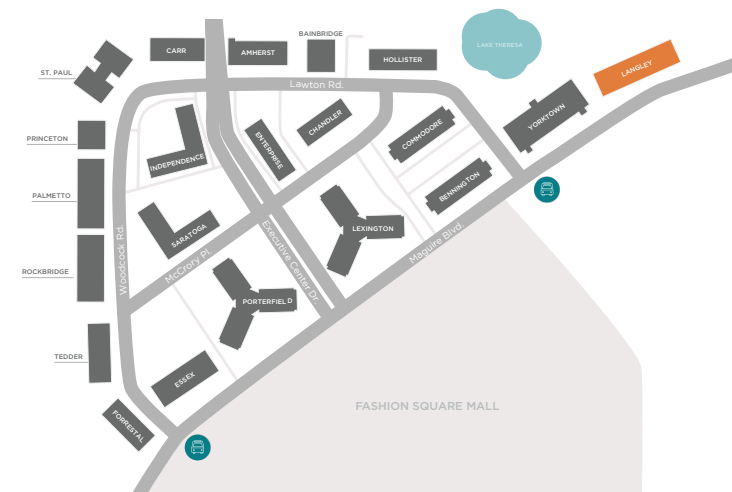 BAINBRIDGE
CARR
AMHERST
HOLLISTER
LAKE THERESA
LANGLEY
ST. PAUL
Lawton Rd.
YORKTOWN
CHANDLER
COMMODORE
ENTERPRISE
PRINCETON
INDEPENDENCE
BENNINGTON
PALMETTO
SARATOGA
LEXINGTON
Maguire Blvd.
Woodcock Rd.
McCrory Pl.
Executive Center Dr.
ROCKBRIDGE
PORTERFIELD
TEDDER
ESSEX
FORRESTAL
FASHION SQUARE MALL